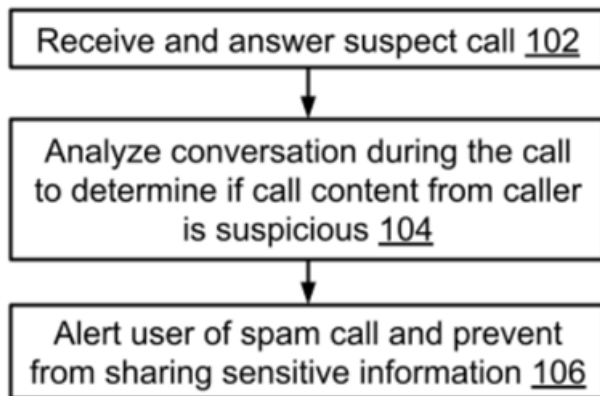 Receive and answer suspect call 102
Analyze conversation during the call
to determine if call content from caller
is suspicious 104
Alert user of spam call and prevent
from sharing sensitive information 106